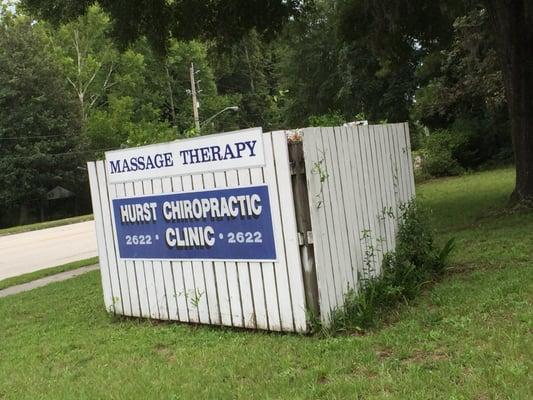 MASSAGE THERAPY
HURST CHIROPRACTIC
2622 • CLINIC • 2622